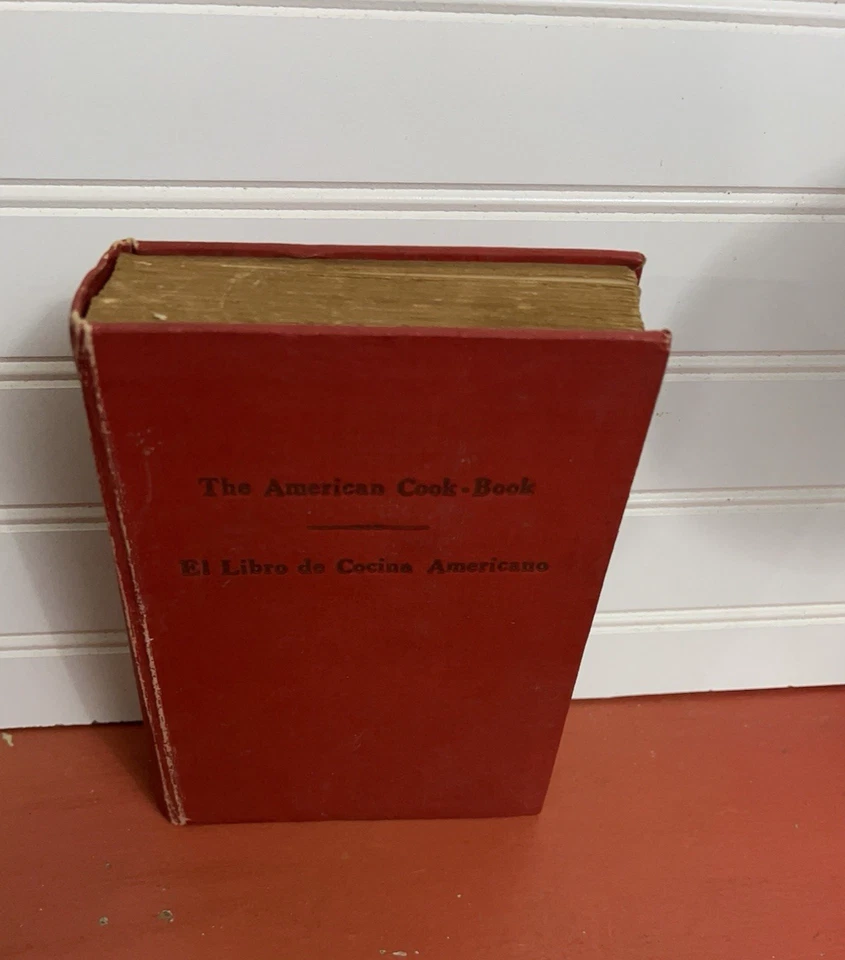 The American Cook-Book
El Libro de Cocina Americano